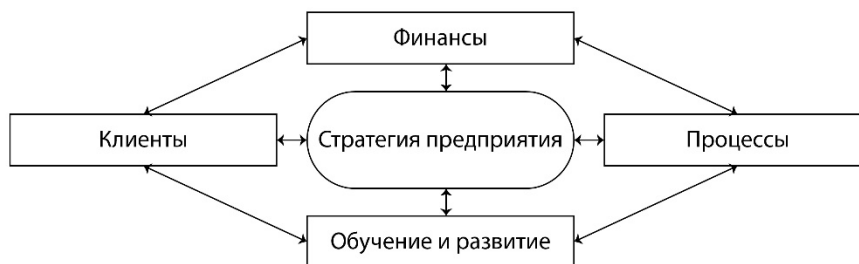 Финансы
Клиенты
Стратегия предприятия
Процессы
Обучение и развитие